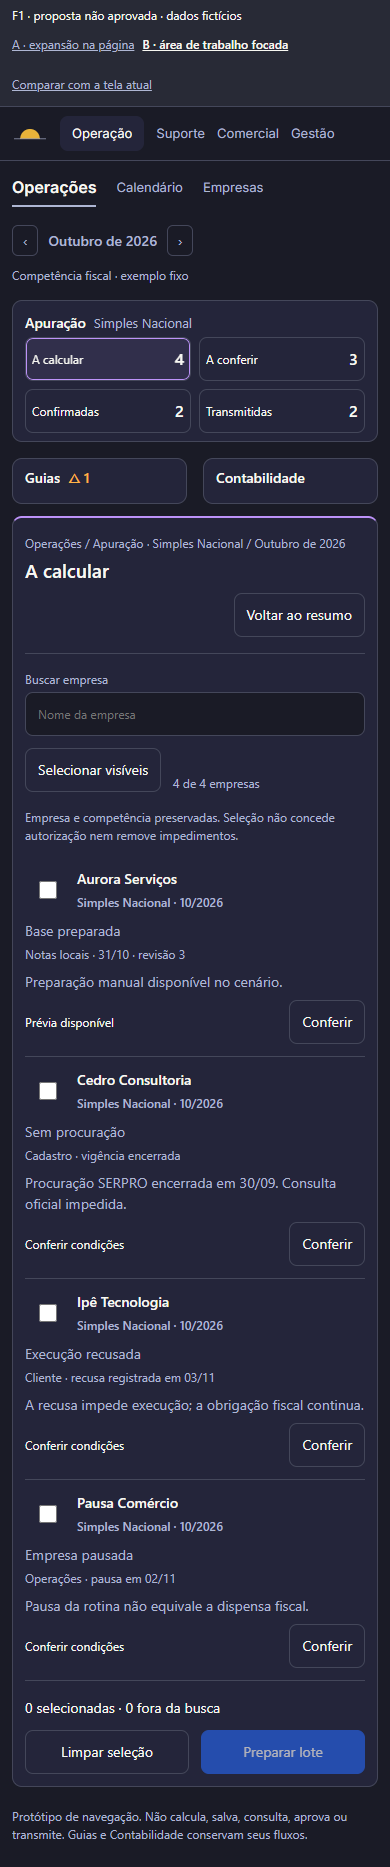 F1 · proposta não aprovada · dados fictícios
A · expansão na página  B · área de trabalho focada
Comparar com a tela atual
Operação  Suporte  Comercial  Gestão
Operações  Calendário  Empresas
‹  Outubro de 2026  ›
Competência fiscal · exemplo fixo
Apuração  Simples Nacional
A calcular  4  A conferir  3
Confirmadas  2  Transmitidas  2
Guias  △ 1  Contabilidade
Operações / Apuração · Simples Nacional / Outubro de 2026
A calcular
Voltar ao resumo
Buscar empresa
Nome da empresa
Selecionar visíveis  4 de 4 empresas
Empresa e competência preservadas. Seleção não concede
autorização nem remove impedimentos.
Aurora Serviços
Simples Nacional · 10/2026
Base preparada
Notas locais · 31/10 · revisão 3
Preparação manual disponível no cenário.
Prévia disponível  Conferir
Cedro Consultoria
Simples Nacional · 10/2026
Sem procuração
Cadastro · vigência encerrada
Procuração SERPRO encerrada em 30/09. Consulta
oficial impedida.
Conferir condições  Conferir
Ipê Tecnologia
Simples Nacional · 10/2026
Execução recusada
Cliente · recusa registrada em 03/11
A recusa impede execução; a obrigação fiscal continua.
Conferir condições  Conferir
Pausa Comércio
Simples Nacional · 10/2026
Empresa pausada
Operações · pausa em 02/11
Pausa da rotina não equivale a dispensa fiscal.
Conferir condições  Conferir
0 selecionadas · 0 fora da busca
Limpar seleção  Preparar lote
Protótipo de navegação. Não calcula, salva, consulta, aprova ou
transmite. Guias e Contabilidade conservam seus fluxos.